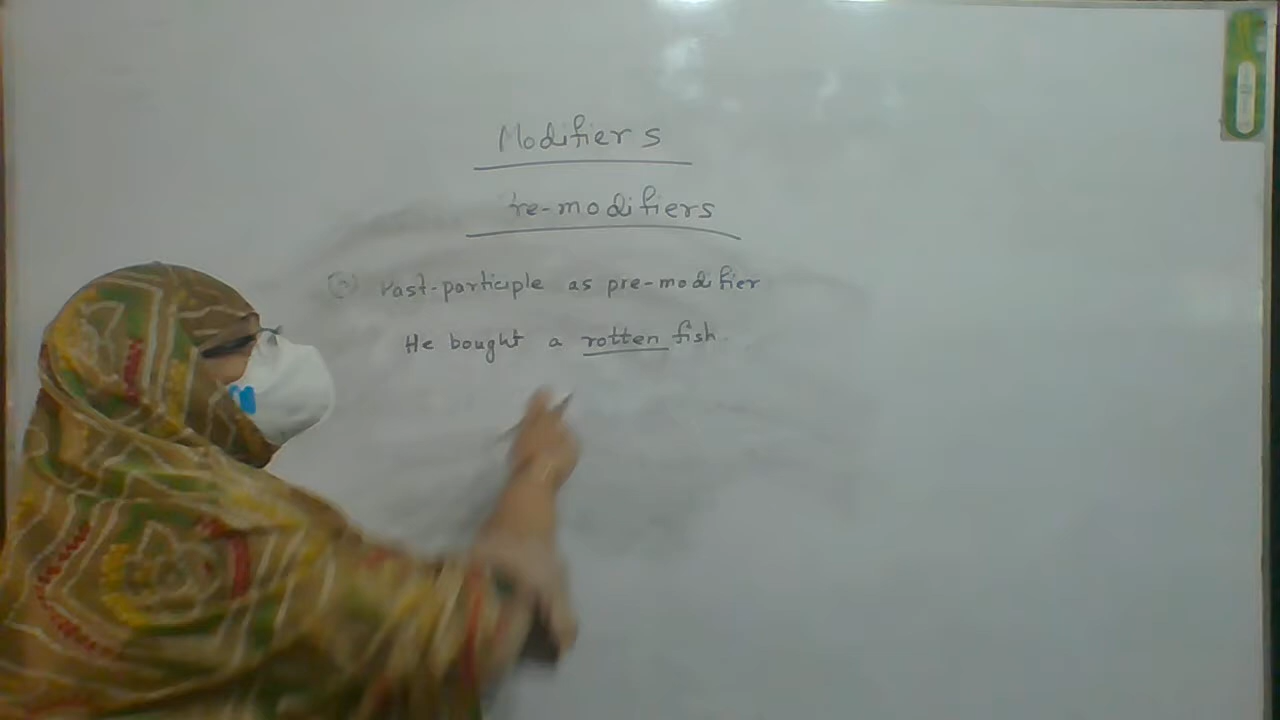 Modifiers
Pre-modifiers
Past-participle as pre-modifier
He bought a rotten fish.